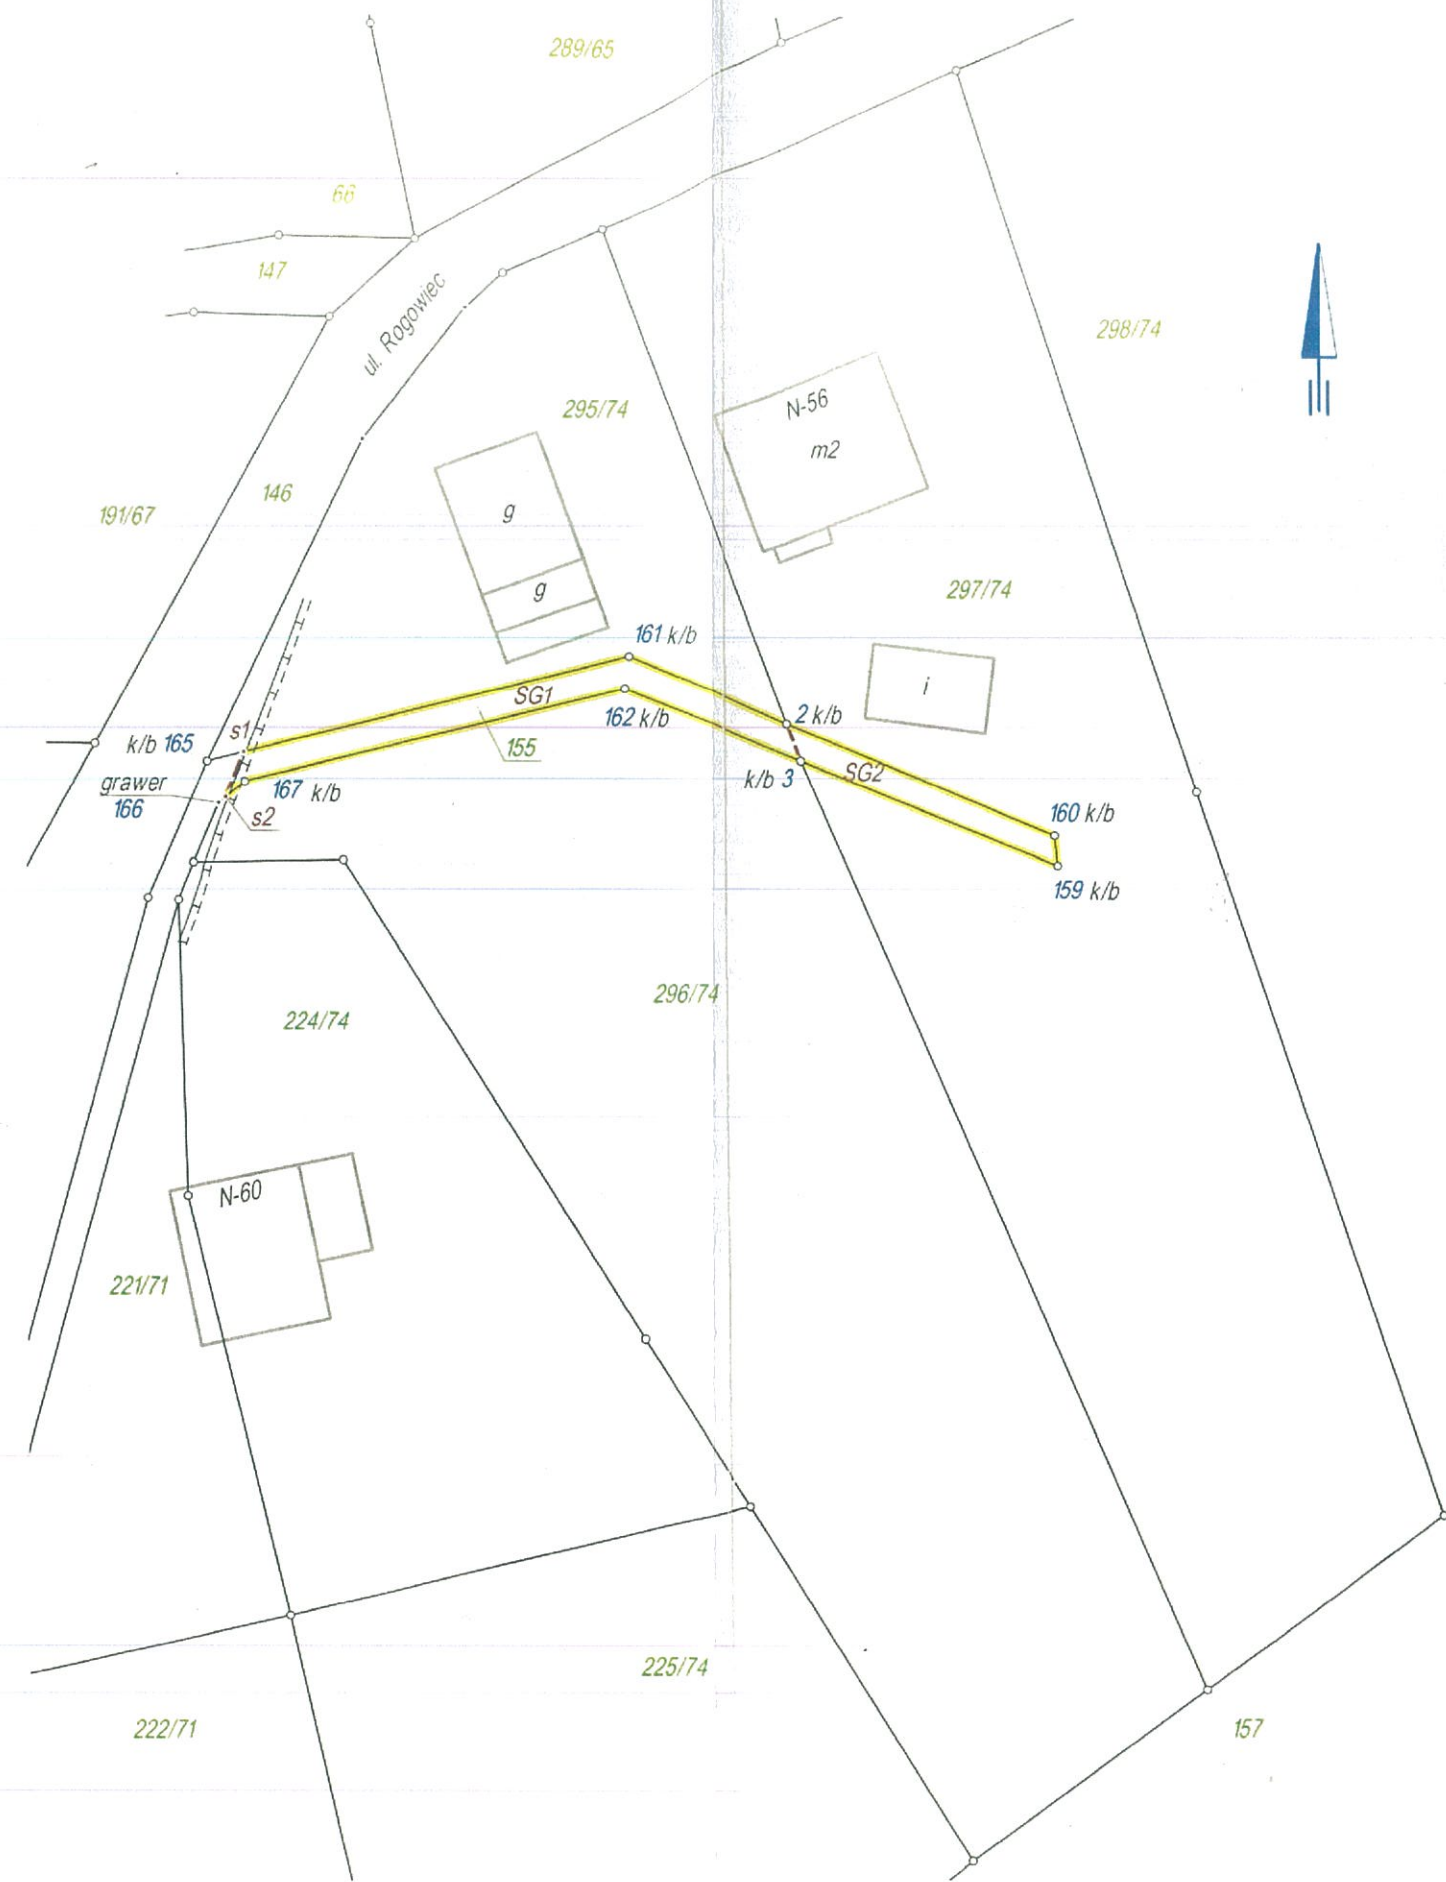 289/65
66
147
ul. Rogowiec
298/74
295/74
N-56
m2
146
191/67
g
g
297/74
161 k/b
i
SG1
s1
k/b 165
162 k/b
2 k/b
155
grawer
166
167 k/b
k/b 3
SG2
s2
160 k/b
159 k/b
296/74
224/74
N-60
221/71
225/74
222/71
157